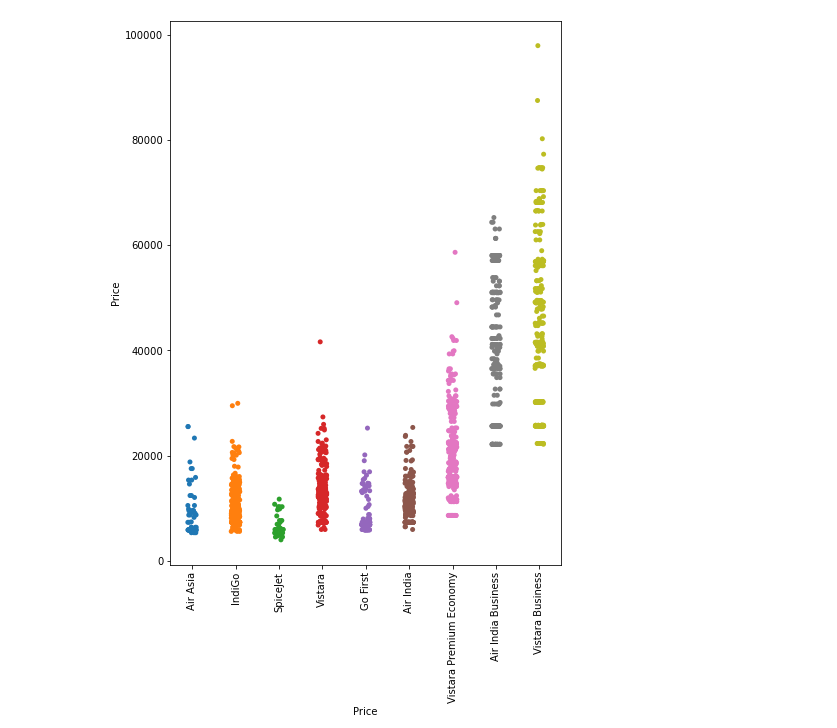 100000
80000
60000
40000
20000
0
Price
Air Asia
IndiGo
SpiceJet
Vistara
Go First
Air India
Vistara Premium Economy
Air India Business
Vistara Business
Price